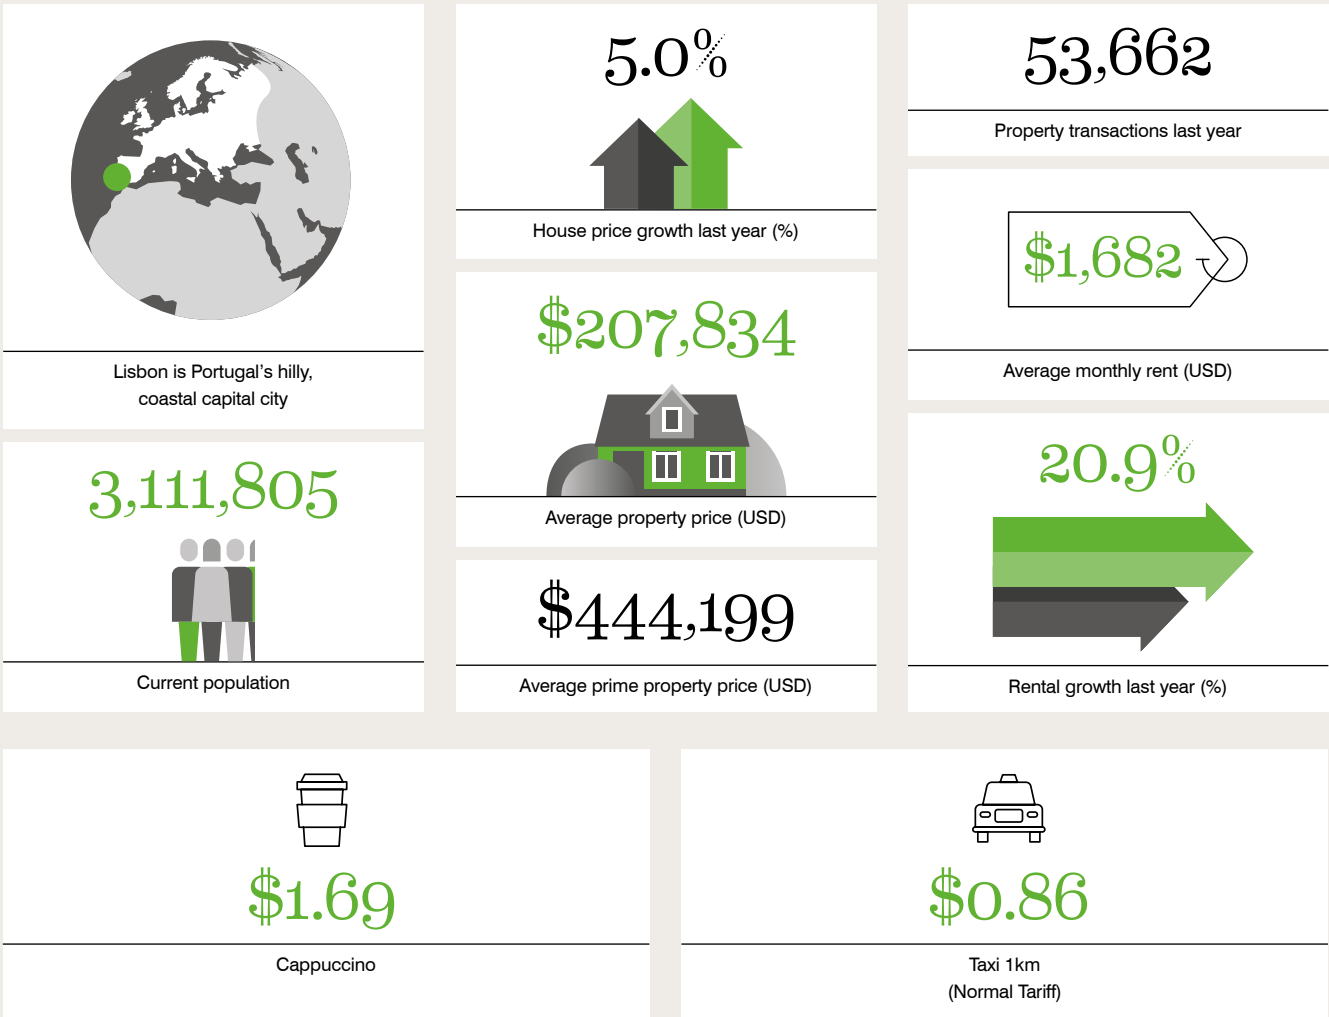 Lisbon is Portugal's hilly,
coastal capital city
3,111,805
Current population
5.0%
House price growth last year (%)
$207,834
Average property price (USD)
$444,199
Average prime property price (USD)
53,662
Property transactions last year
$1,682
Average monthly rent (USD)
20.9%
Rental growth last year (%)
$1.69
Cappuccino
$0.86
Taxi 1km
(Normal Tariff)